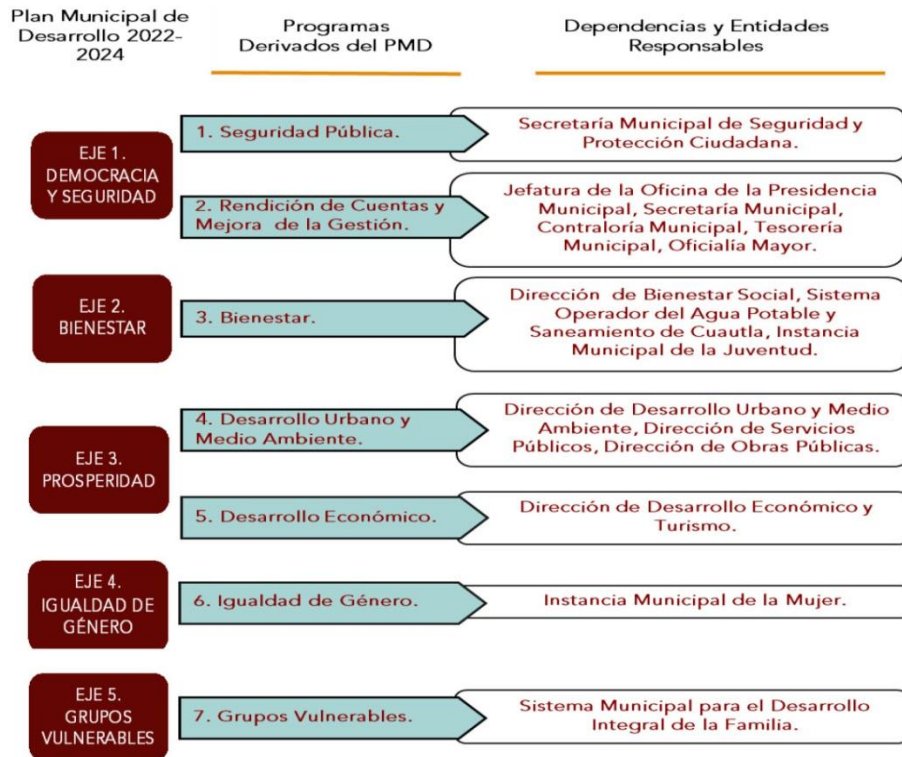 Plan Municipal de
Desarrollo 2022-
2024
Programas
Derivados del PMD
Dependencias y Entidades
Responsables
EJE 1.
DEMOCRACIA
Y SEGURIDAD
1. Seguridad Pública.
Secretaría Municipal de Seguridad y
Protección Ciudadana.
2. Rendición de Cuentas y
Mejora de la Gestión.
Jefatura de la Oficina de la Presidencia
Municipal, Secretaría Municipal,
Contraloría Municipal, Tesorería
Municipal, Oficialía Mayor.
EJE 2.
BIENESTAR
3. Bienestar.
Dirección de Bienestar Social, Sistema
Operador del Agua Potable y
Saneamiento de Cuautla, Instancia
Municipal de la Juventud.
EJE 3.
PROSPERIDAD
4. Desarrollo Urbano y
Medio Ambiente.
Dirección de Desarrollo Urbano y Medio
Ambiente, Dirección de Servicios
Públicos, Dirección de Obras Públicas.
5. Desarrollo Económico.
Dirección de Desarrollo Económico y
Turismo.
EJE 4.
IGUALDAD DE
GÉNERO
6. Igualdad de Género.
Instancia Municipal de la Mujer.
EJE 5.
GRUPOS
VULNERABLES
7. Grupos Vulnerables.
Sistema Municipal para el Desarrollo
Integral de la Familia.